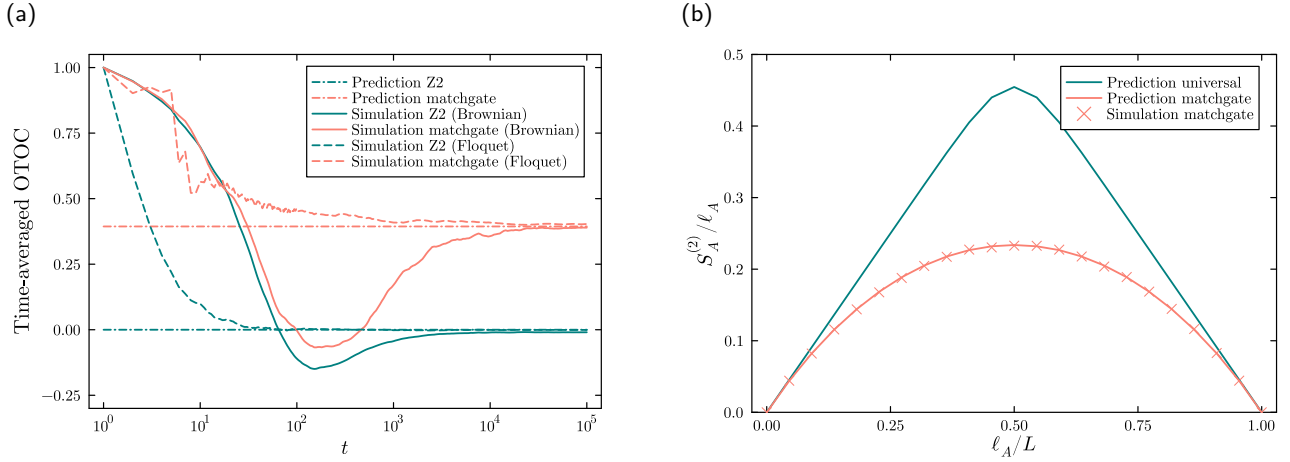 (a)
Time-averaged OTOC
1.00
0.75
0.50
0.25
0.00
−0.25
Prediction Z2
Prediction matchgate
Simulation Z2 (Brownian)
Simulation matchgate (Brownian)
Simulation Z2 (Floquet)
Simulation matchgate (Floquet)
10^0
10^1
10^2
10^3
10^4
10^5
t
(b)
S_A^{(2)}/ℓ_A
0.5
0.4
0.3
0.2
0.1
0.0
Prediction universal
Prediction matchgate
Simulation matchgate
0.00
0.25
0.50
0.75
1.00
ℓ_A/L